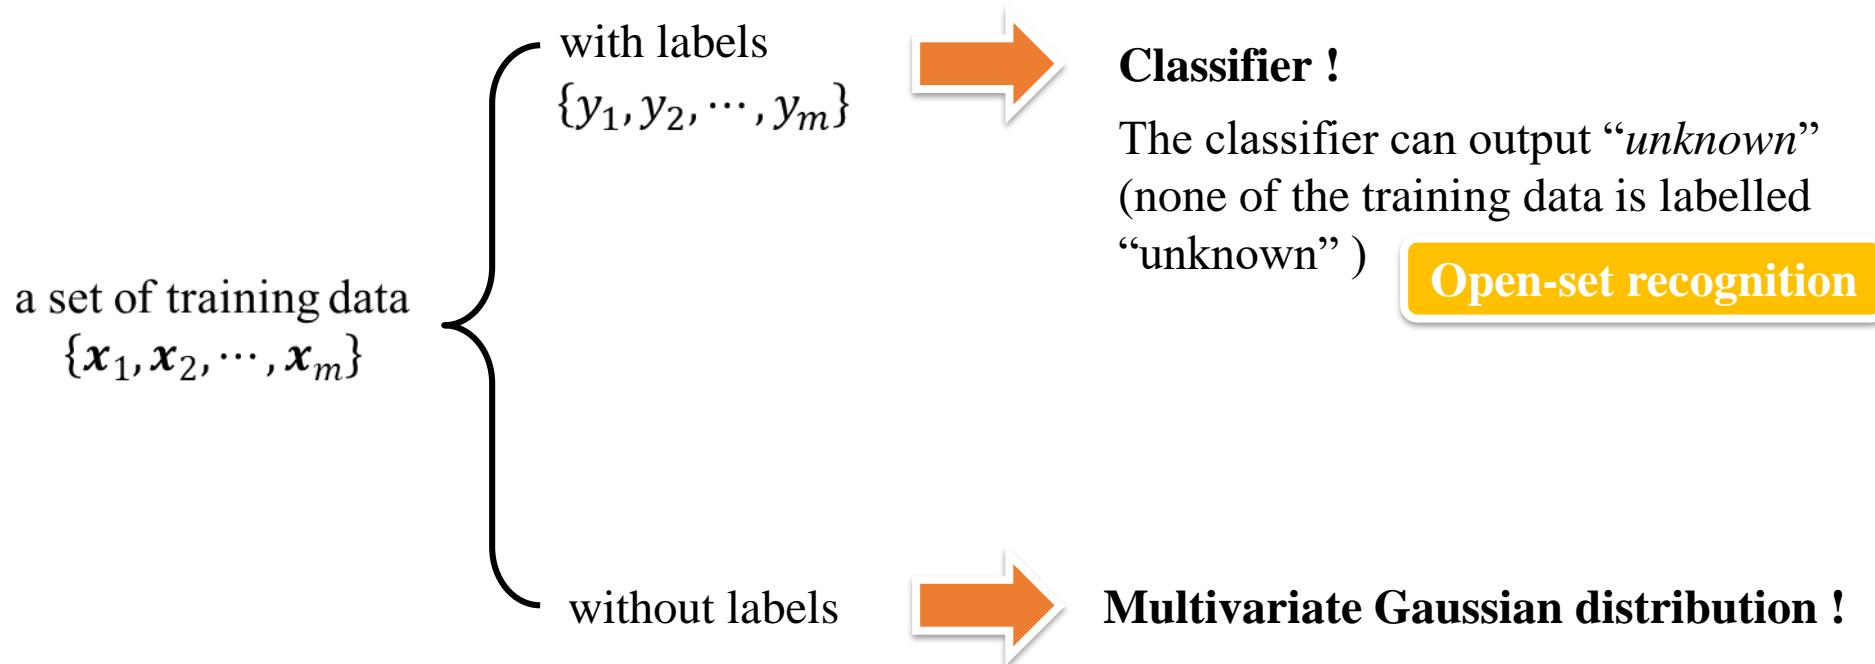 with labels
{y₁, y₂, ⋯, yₘ}
Classifier !
The classifier can output “unknown”
(none of the training data is labelled
“unknown” )
Open-set recognition
a set of training data
{x₁, x₂, ⋯, xₘ}
without labels
Multivariate Gaussian distribution !